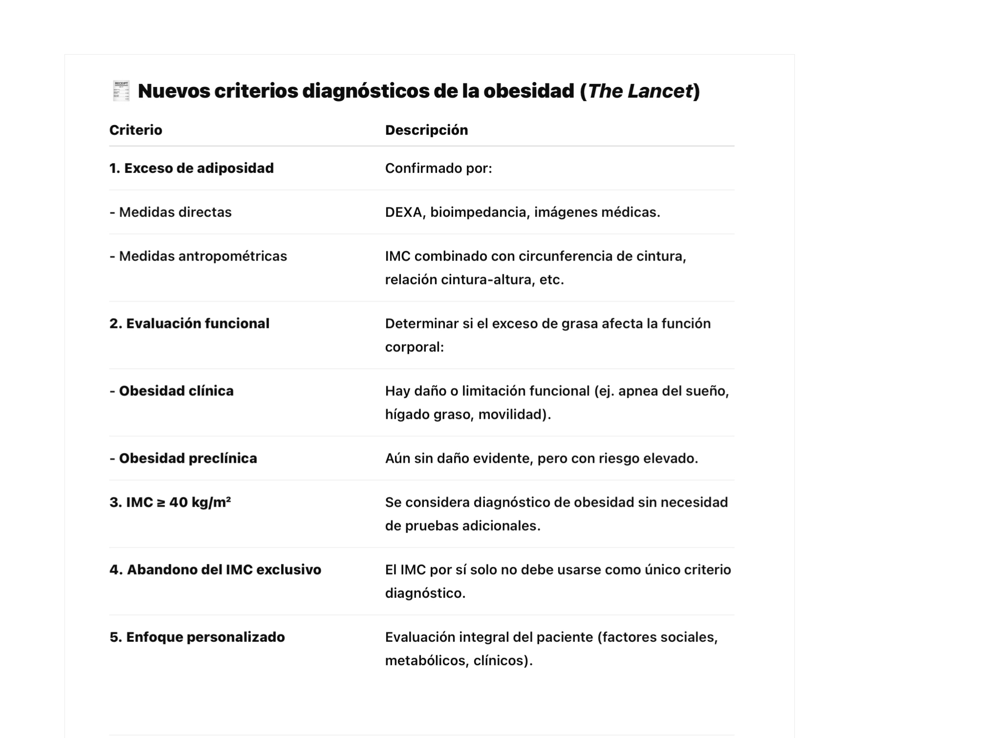 RECEIPT
Nuevos criterios diagnósticos de la obesidad (The Lancet)
Criterio Descripción
1. Exceso de adiposidad Confirmado por:
- Medidas directas DEXA, bioimpedancia, imágenes médicas.
- Medidas antropométricas IMC combinado con circunferencia de cintura,
relación cintura-altura, etc.
2. Evaluación funcional Determinar si el exceso de grasa afecta la función
corporal:
- Obesidad clínica Hay daño o limitación funcional (ej. apnea del sueño,
hígado graso, movilidad).
- Obesidad preclínica Aún sin daño evidente, pero con riesgo elevado.
3. IMC ≥ 40 kg/m² Se considera diagnóstico de obesidad sin necesidad
de pruebas adicionales.
4. Abandono del IMC exclusivo El IMC por sí solo no debe usarse como único criterio
diagnóstico.
5. Enfoque personalizado Evaluación integral del paciente (factores sociales,
metabólicos, clínicos).